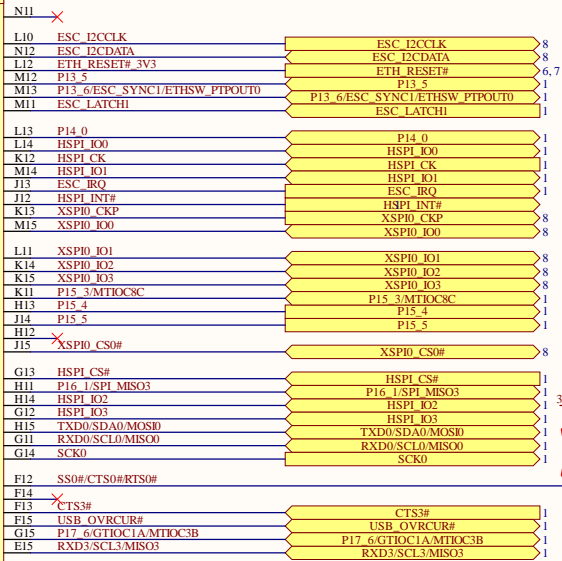 N11
L10 ESC_I2CCLK ESC_I2CCLK 8
N12 ESC_I2CDATA ESC_I2CDATA 8
L12 ETH_RESET#_3V3 ETH_RESET# 6,7
M12 P13_5 P13_5 1
M13 P13_6/ESC_SYNC1/ETHSW_PTPOUT0 P13_6/ESC_SYNC1/ETHSW_PTPOUT0 1
M11 ESC_LATCH1 ESC_LATCH1 1
L13 P14_0 P14_0 1
L14 HSPI_IO0 HSPI_IO0 1
K12 HSPI_CK HSPI_CK 1
M14 HSPI_IO1 HSPI_IO1 1
J13 ESC_IRQ ESC_IRQ 1
J12 HSPI_INT# HSPI_INT# 1
K13 XSPI0_CKP XSPI0_CKP 8
M15 XSPI0_IO0 XSPI0_IO0 8
L11 XSPI0_IO1 XSPI0_IO1 8
K14 XSPI0_IO2 XSPI0_IO2 8
K15 XSPI0_IO3 XSPI0_IO3 8
K11 P15_3/MTIOC8C P15_3/MTIOC8C 1
H13 P15_4 P15_4 1
J14 P15_5 P15_5 1
H12
J15 XSPI0_CS0# XSPI0_CS0# 8
G13 HSPI_CS# HSPI_CS# 1
H11 P16_1/SPI_MISO3 P16_1/SPI_MISO3 1
H14 HSPI_IO2 HSPI_IO2 1
G12 HSPI_IO3 HSPI_IO3 1
H15 TXD0/SDA0/MOSI0 TXD0/SDA0/MOSI0 1
G11 RXD0/SCL0/MISO0 RXD0/SCL0/MISO0 1
G14 SCK0 SCK0 1
F12 SS0#/CTS0#/RTS0#
F14
F13 CTS3# CTS3# 1
F15 USB_OVRCUR# USB_OVRCUR# 1
G15 P17_6/GTIOC1A/MTIOC3B P17_6/GTIOC1A/MTIOC3B 1
E15 RXD3/SCL3/MISO3 RXD3/SCL3/MISO3 1